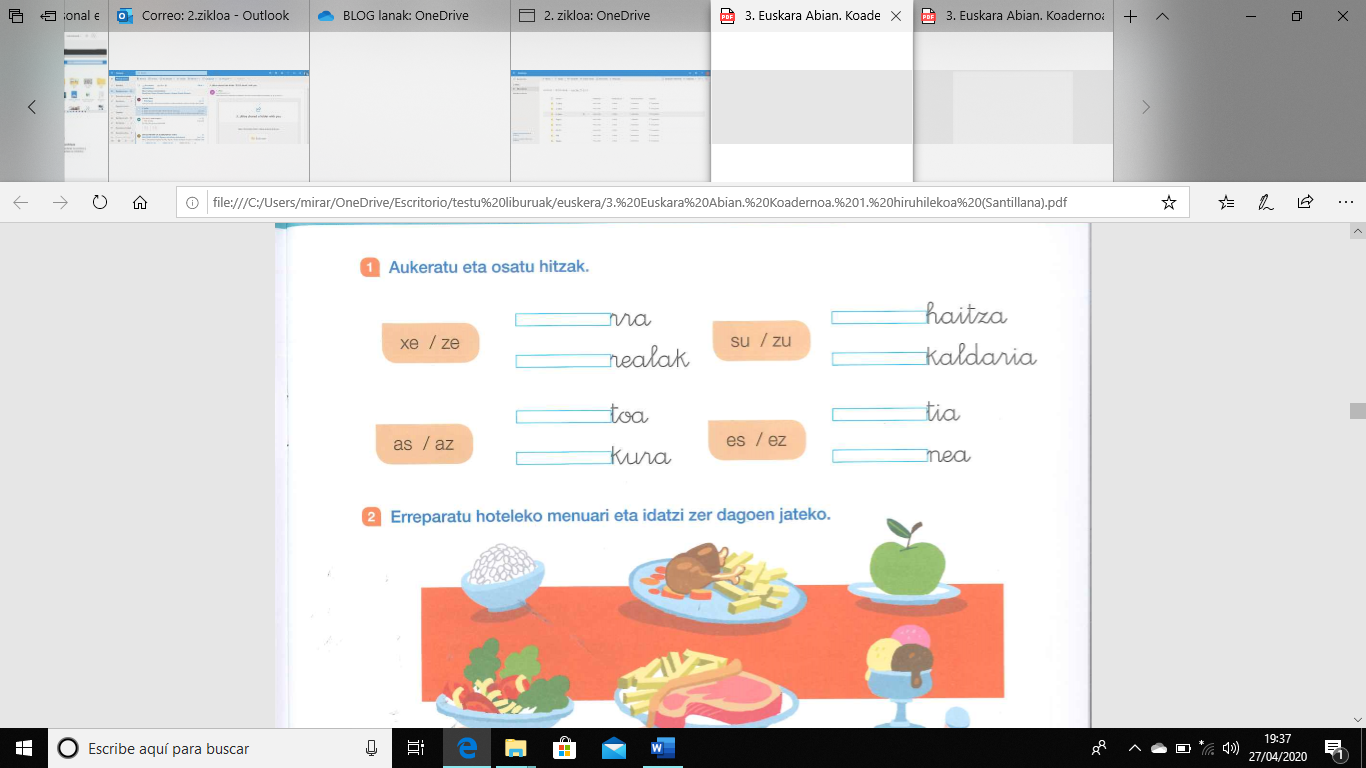 sonal e
Correo: 2.zikloa - Outlook
BLOG lanak: OneDrive
2. zikloa: OneDrive
3. Euskara Abian. Koade
3. Euskara Abian. Koaderno
file:///C:/Users/mirar/OneDrive/Escritorio/testu%20liburuak/euskera/3.%20Euskara%20Abian.%20Koadernoa.%201.%20hiruhilekoa%20(Santillana).pdf
1 Aukeratu eta osatu hitzak.
xe / ze
rra
realak
su / zu
haitza
kaldaria
as / az
toa
kura
es / ez
tia
nea
2 Erreparatu hoteleko menuari eta idatzi zer dagoen jateko.
Escribe aquí para buscar
19:37
27/04/2020
1